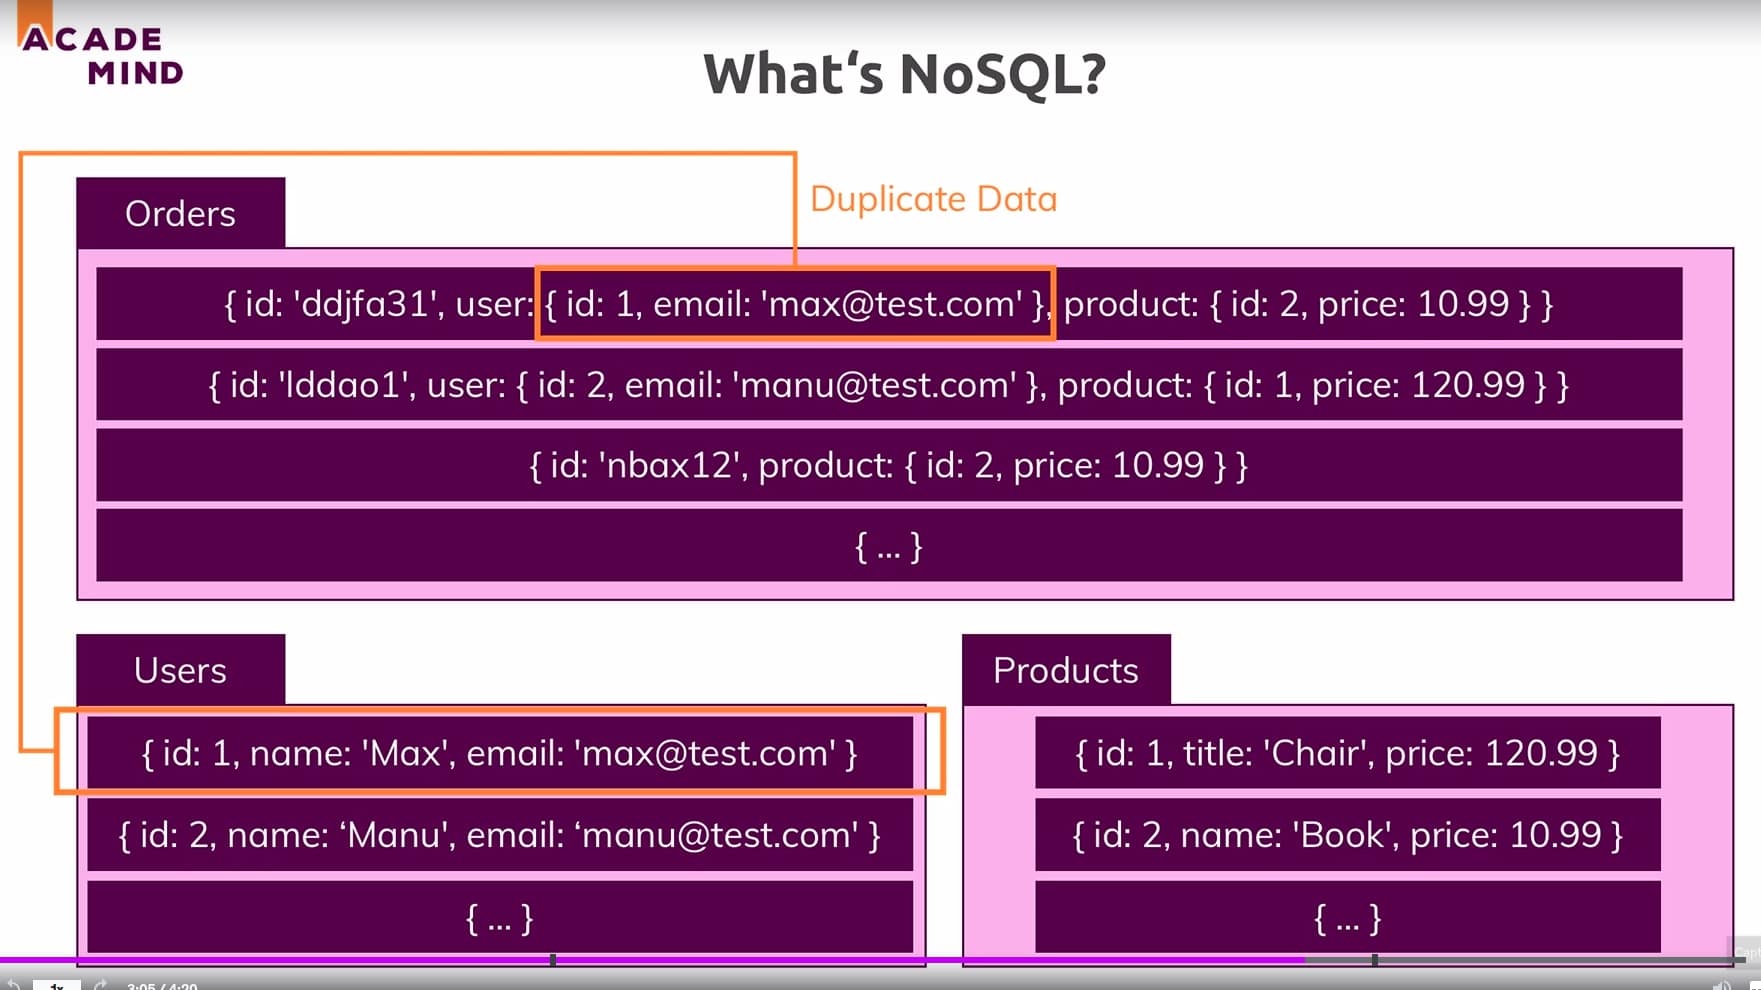 ACADE
MIND
What‘s NoSQL?
Duplicate Data
Orders
{ id: 'ddjfa31', user: { id: 1, email: 'max@test.com' }, product: { id: 2, price: 10.99 } }
{ id: 'lddao1', user: { id: 2, email: 'manu@test.com' }, product: { id: 1, price: 120.99 } }
{ id: 'nbax12', product: { id: 2, price: 10.99 } }
{ ... }
Users
{ id: 1, name: 'Max', email: 'max@test.com' }
{ id: 2, name: ‘Manu', email: ‘manu@test.com' }
{ ... }
Products
{ id: 1, title: 'Chair', price: 120.99 }
{ id: 2, name: 'Book', price: 10.99 }
{ ... }
1x
3:05 / 4:20